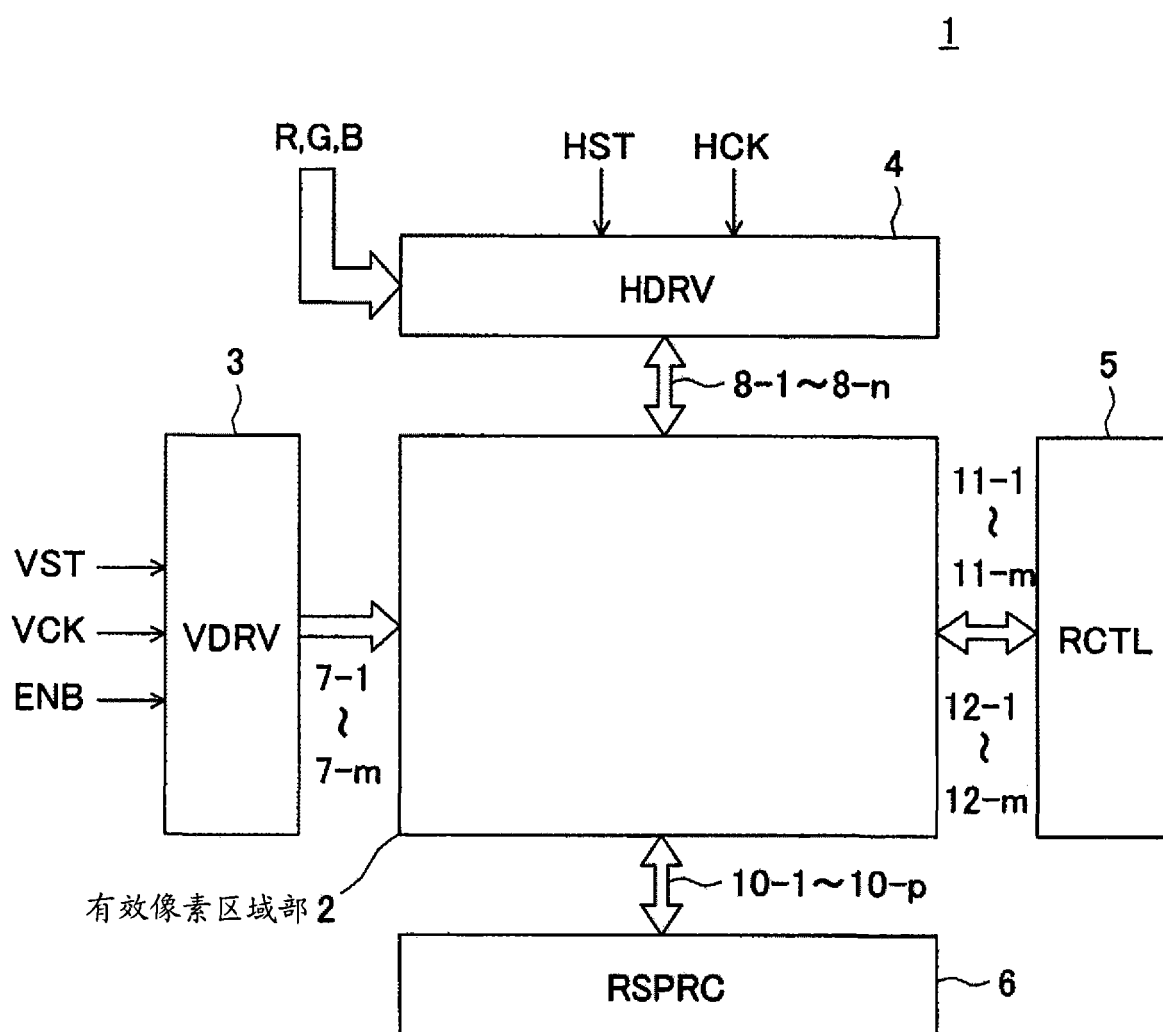 1
R,G,B
HST
HCK
4
HDRV
3
8-1～8-n
5
11-1
～
11-m
VST
VCK
ENB
VDRV
7-1
～
7-m
RCTL
12-1
～
12-m
有效像素区域部2
10-1～10-p
RSPRC
6